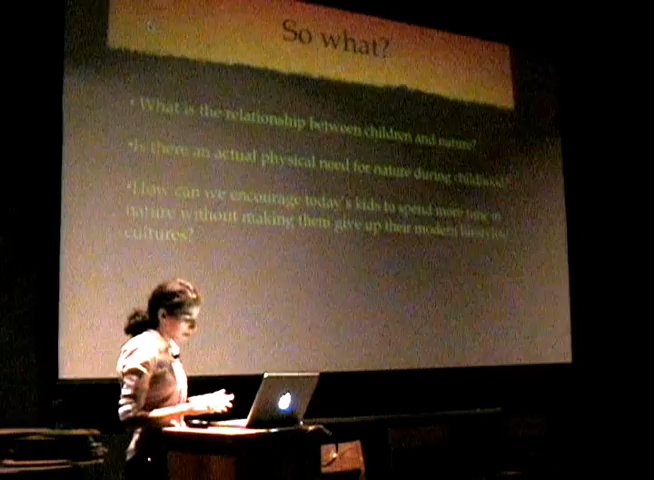 So what?
• What is the relationship between children and nature?
•Is there an actual physical need for nature during childhood?
•How can we encourage today's kids to spend more time in
nature without making them give up their modern
cultures?